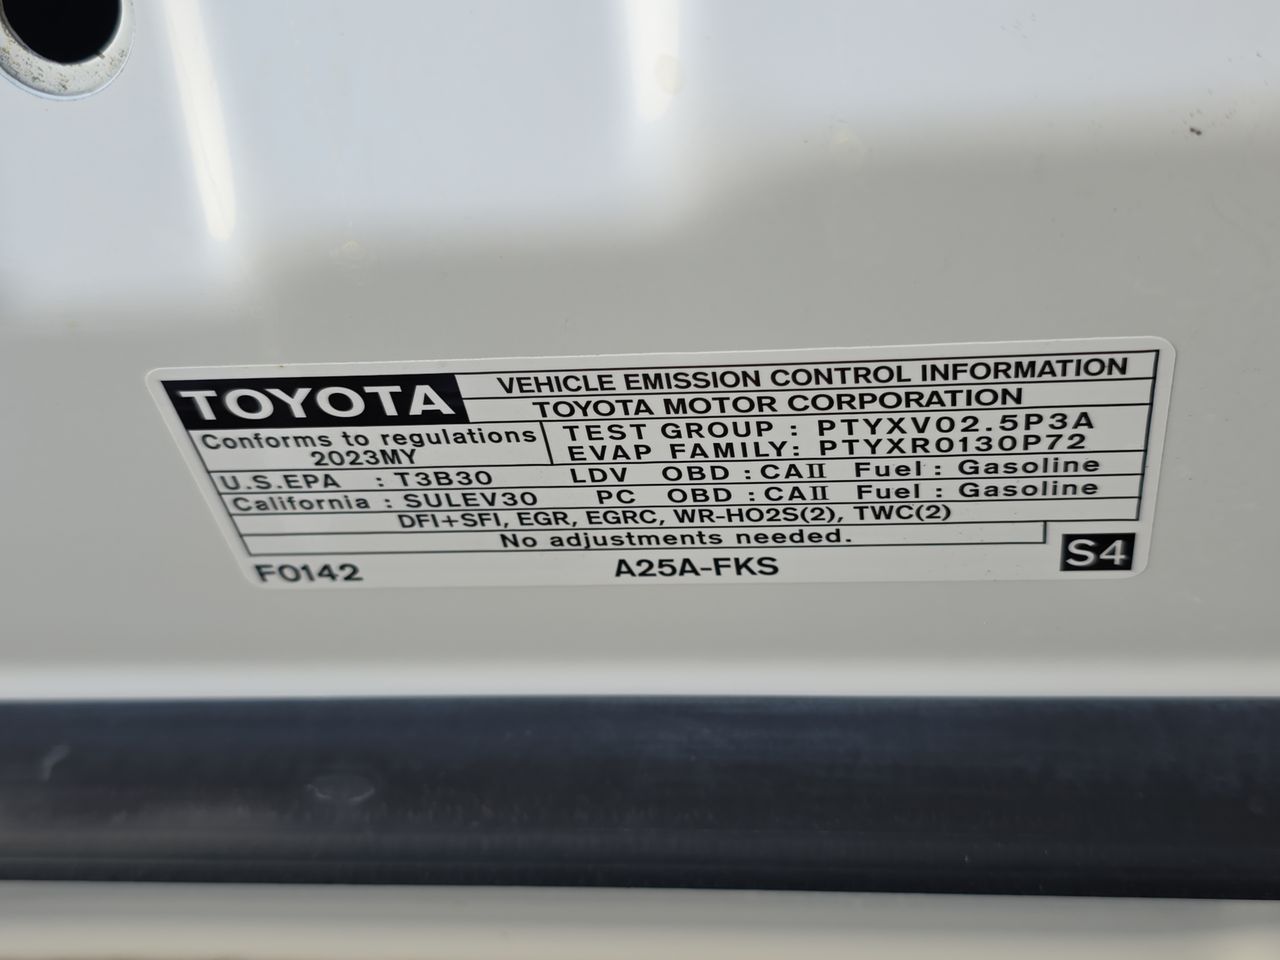 TOYOTA
VEHICLE EMISSION CONTROL INFORMATION
TOYOTA MOTOR CORPORATION
Conforms to regulations
2023MY
TEST GROUP : PTYXV02.5P3A
EVAP FAMILY: PTYXR0130P72
U.S.EPA : T3B30 LDV OBD : CAII Fuel : Gasoline
California : SULEV30 PC OBD : CAII Fuel : Gasoline
DFI+SFI, EGR, EGRC, WR-HO2S(2), TWC(2)
No adjustments needed.
F0142 A25A-FKS S4